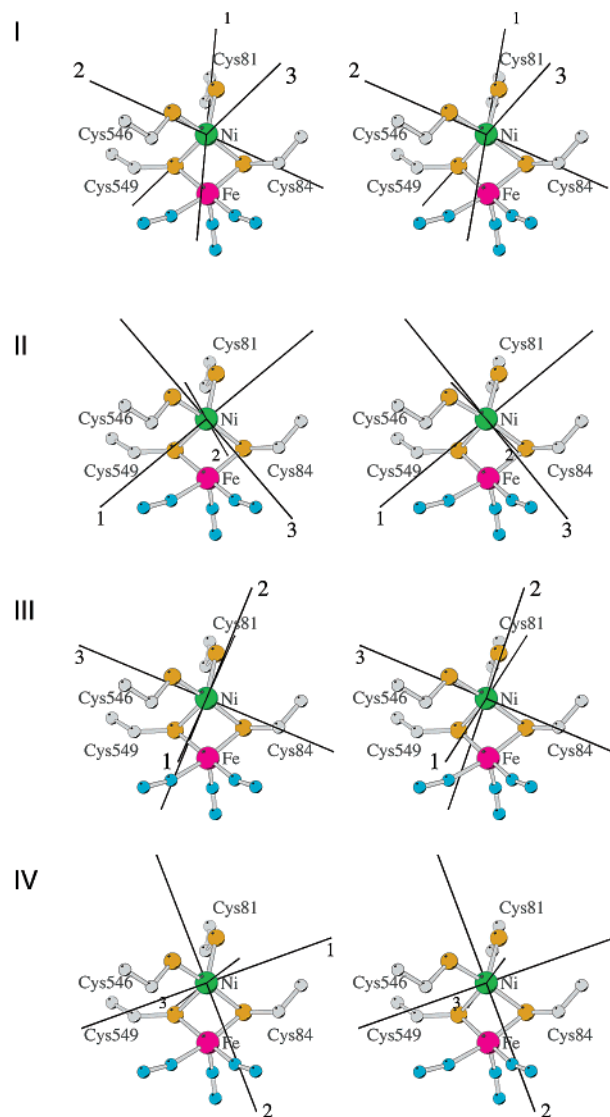 I
1 1
Cys81 Cys81
2 3 2 3
Cys546 Ni Cys546 Ni
Cys549 Fe Cys84 Cys549 Fe Cys84
II
Cys81 Cys81
Cys546 Ni Cys546 Ni
Cys549 2 Fe Cys84 Cys549 2 Fe Cys84
1 3 1 3
III
2 2
Cys81 Cys81
3 3
Cys546 Ni Cys546 Ni
Cys549 1 Fe Cys84 Cys549 1 Fe Cys84
IV
Cys81 Cys81
1 1
Cys546 Ni Cys546 Ni
3 3
Cys549 Fe Cys84 Cys549 Fe Cys84
2 2